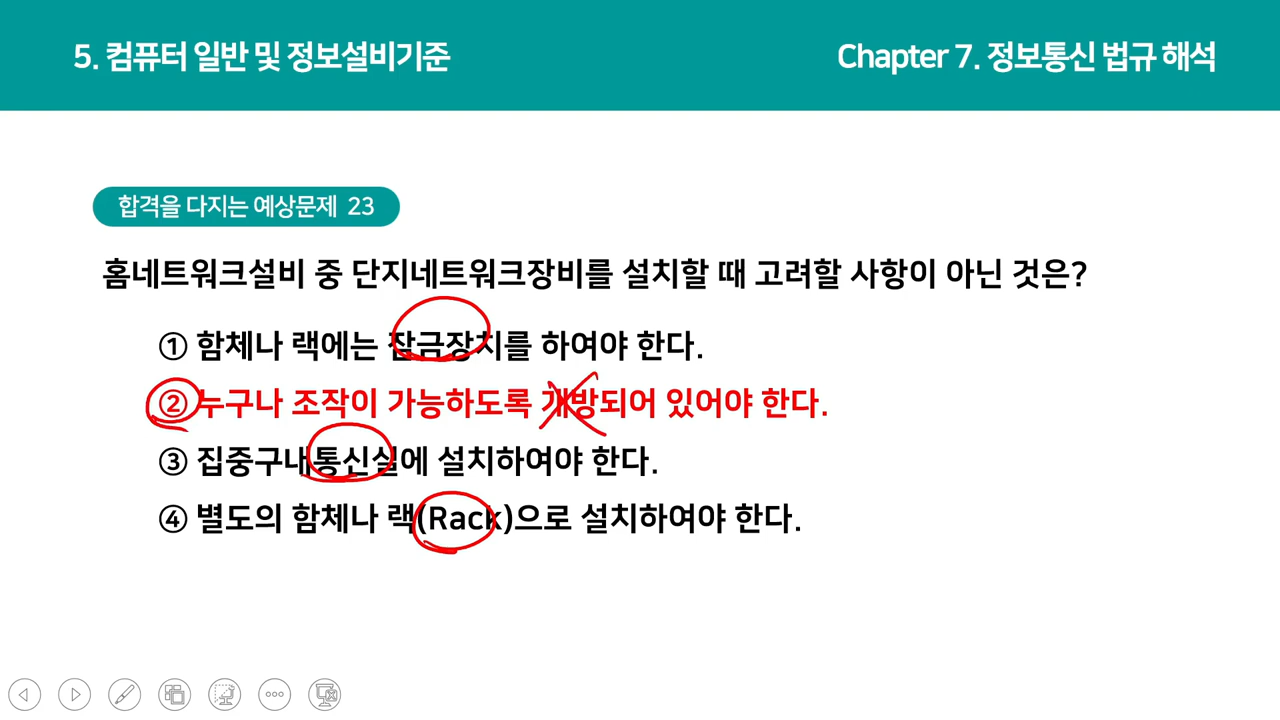 5. 컴퓨터 일반 및 정보설비기준
Chapter 7. 정보통신 법규 해석
합격을 다지는 예상문제 23
홈네트워크설비 중 단지네트워크장비를 설치할 때 고려할 사항이 아닌 것은?
① 함체나 랙에는 잠금장치를 하여야 한다.
② 누구나 조작이 가능하도록 개방되어 있어야 한다.
③ 집중구내통신실에 설치하여야 한다.
④ 별도의 함체나 랙(Rack)으로 설치하여야 한다.